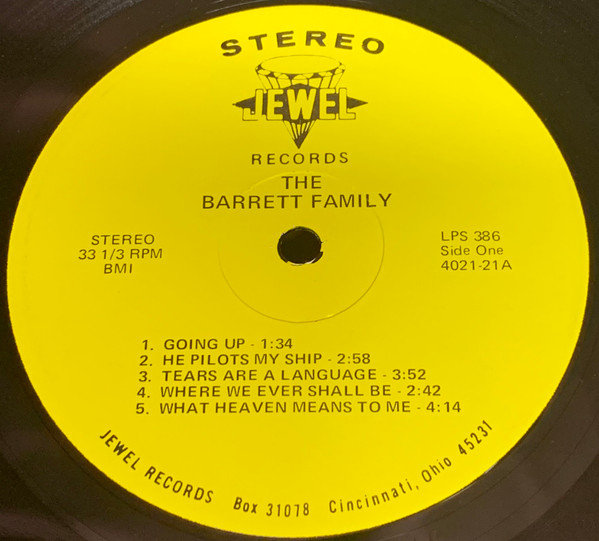 STEREO
JEWEL
RECORDS
THE
BARRETT FAMILY
STEREO
33 1/3 RPM
BMI
LPS 386
Side One
4021-21A
1. GOING UP - 1:34
2. HE PILOTS MY SHIP - 2:58
3. TEARS ARE A LANGUAGE - 3:52
4. WHERE WE EVER SHALL BE - 2:42
5. WHAT HEAVEN MEANS TO ME - 4:14
JEWEL RECORDS Box 31078 Cincinnati, Ohio 45231